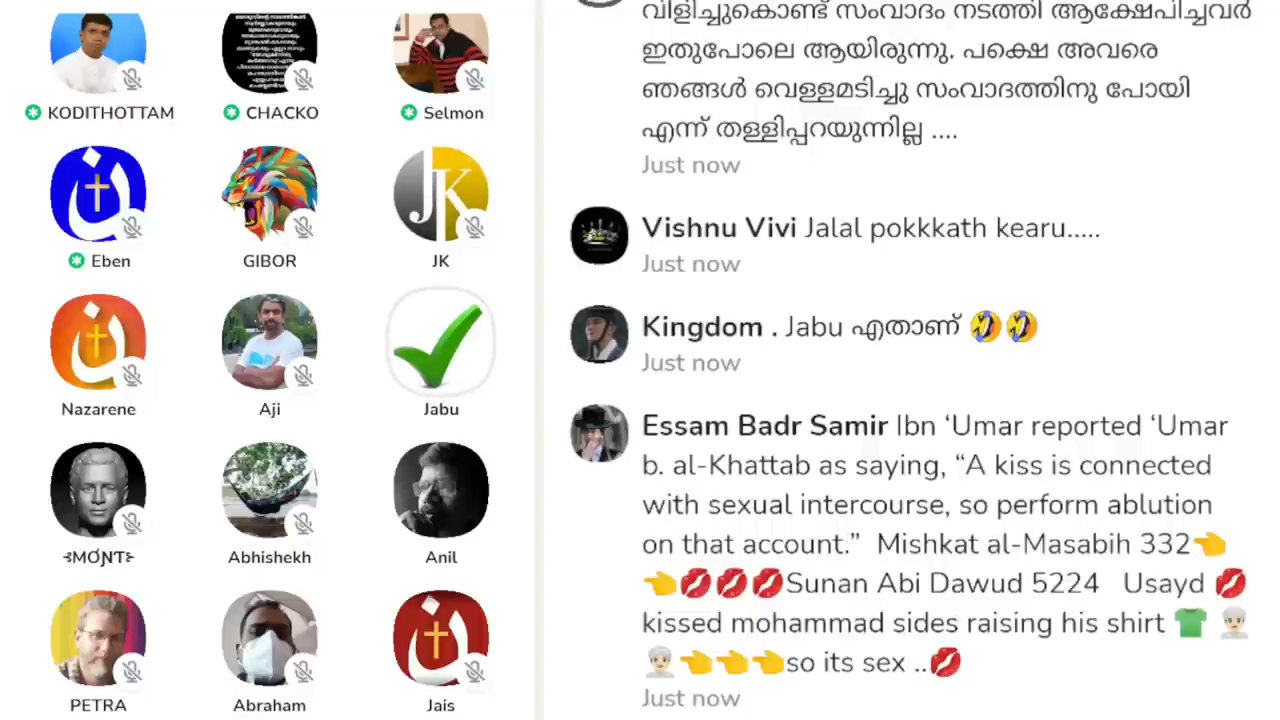 KODITHOTTAM
CHACKO
Selmon
Eben
GIBOR
JK
Nazarene
Aji
Jabu
⊰MƠƝT⊱
Abhishekh
Anil
PETRA
Abraham
Jais
വിളിച്ചുകൊണ്ട് സംവാദം നടത്തി ആക്ഷേപിച്ചവർ
ഇതുപോലെ ആയിരുന്നു. പക്ഷെ അവരെ
ഞങ്ങൾ വെള്ളമടിച്ചു സംവാദത്തിനു പോയി
എന്ന് തള്ളിപ്പറയുന്നില്ല ....
Just now
Vishnu Vivi Jalal pokkkath kearu.....
Just now
Kingdom . Jabu എതാണ് 🤣🤣
Just now
Essam Badr Samir Ibn ‘Umar reported ‘Umar
b. al-Khattab as saying, “A kiss is connected
with sexual intercourse, so perform ablution
on that account.” Mishkat al-Masabih 332👈
👈💋💋💋Sunan Abi Dawud 5224 Usayd 💋
kissed mohammad sides raising his shirt 👕 👨🏻‍🦳
👨🏻‍🦳👈👈👈so its sex ..💋
Just now